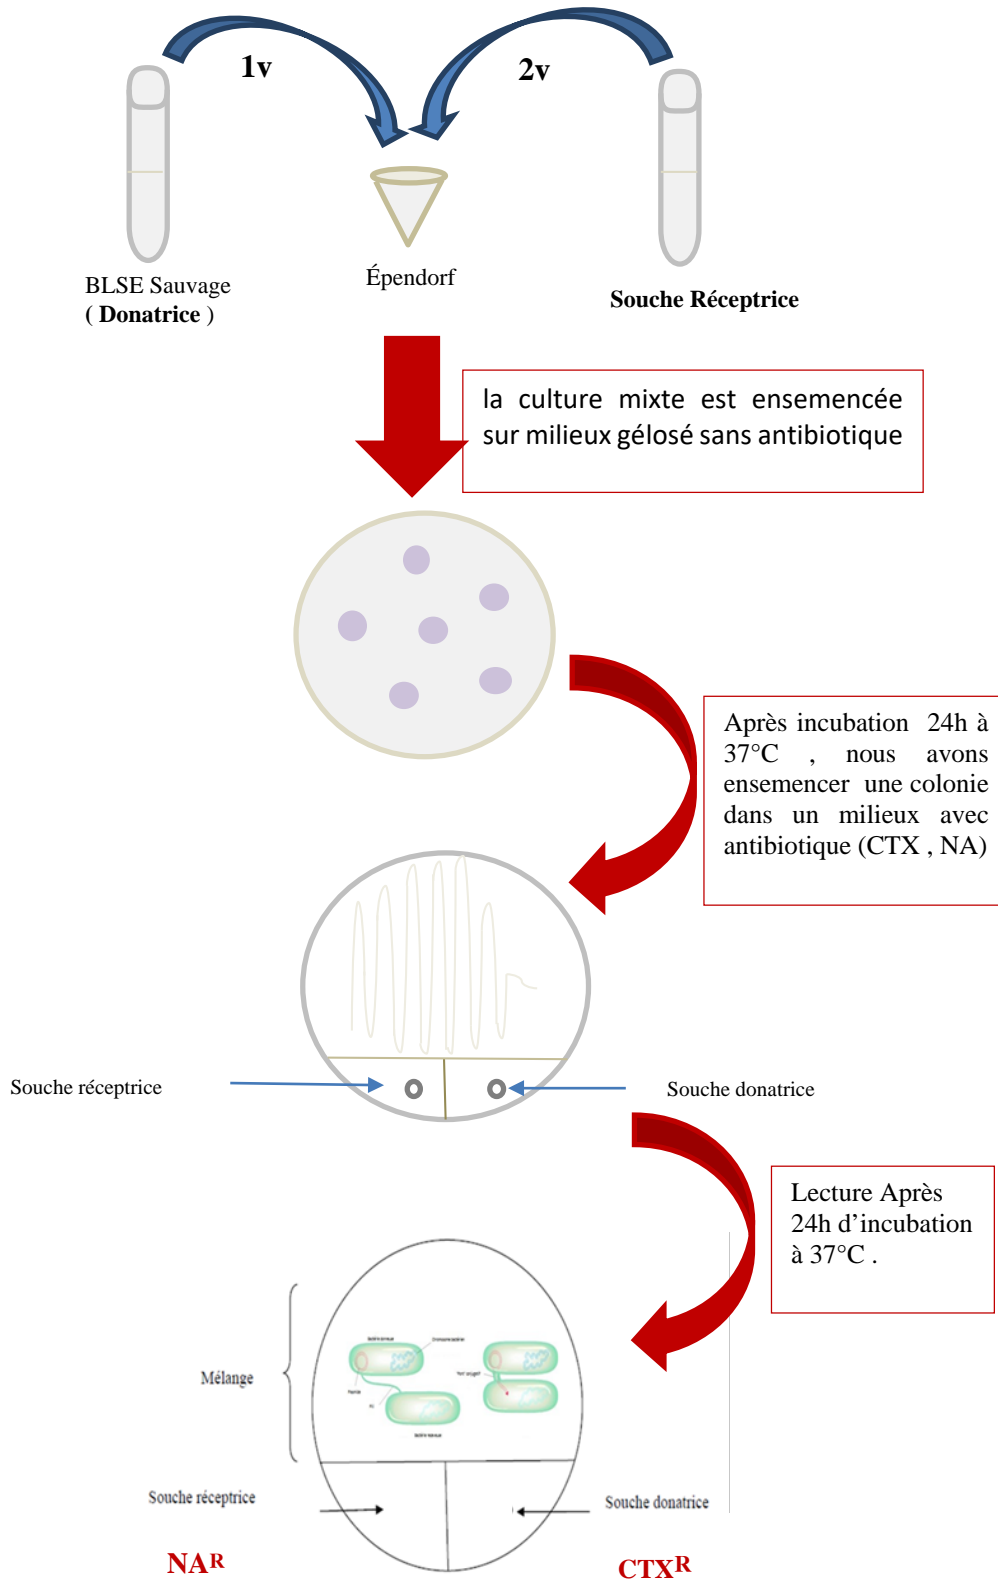 1v
2v
BLSE Sauvage
( Donatrice )
Épendorf
Souche Réceptrice
la culture mixte est ensemencée
sur milieux gélosé sans antibiotique
Après incubation 24h à
37°C , nous avons
ensemencer une colonie
dans un milieux avec
antibiotique (CTX , NA)
Souche réceptrice
Souche donatrice
Lecture Après
24h d’incubation
à 37°C .
Mélange
Souche réceptrice
Souche donatrice
NAR
CTXR